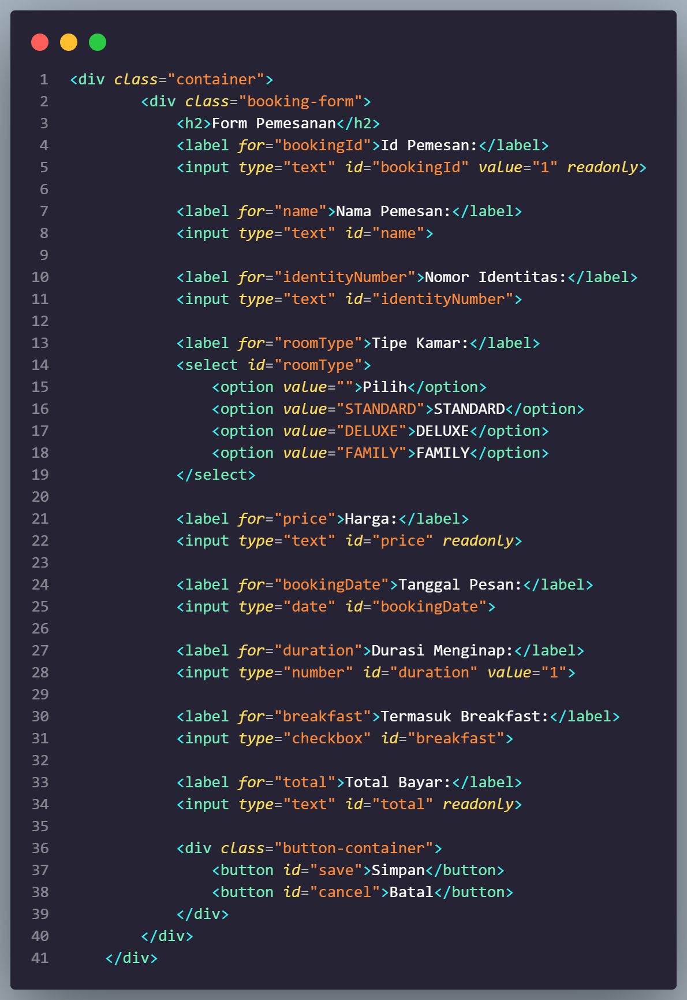 1 <div class="container">
2 <div class="booking-form">
3 <h2>Form Pemesanan</h2>
4 <label for="bookingId">Id Pemesan:</label>
5 <input type="text" id="bookingId" value="1" readonly>
6
7 <label for="name">Nama Pemesan:</label>
8 <input type="text" id="name">
9
10 <label for="identityNumber">Nomor Identitas:</label>
11 <input type="text" id="identityNumber">
12
13 <label for="roomType">Tipe Kamar:</label>
14 <select id="roomType">
15 <option value="">Pilih</option>
16 <option value="STANDARD">STANDARD</option>
17 <option value="DELUXE">DELUXE</option>
18 <option value="FAMILY">FAMILY</option>
19 </select>
20
21 <label for="price">Harga:</label>
22 <input type="text" id="price" readonly>
23
24 <label for="bookingDate">Tanggal Pesan:</label>
25 <input type="date" id="bookingDate">
26
27 <label for="duration">Durasi Menginap:</label>
28 <input type="number" id="duration" value="1">
29
30 <label for="breakfast">Termasuk Breakfast:</label>
31 <input type="checkbox" id="breakfast">
32
33 <label for="total">Total Bayar:</label>
34 <input type="text" id="total" readonly>
35
36 <div class="button-container">
37 <button id="save">Simpan</button>
38 <button id="cancel">Batal</button>
39 </div>
40 </div>
41 </div>